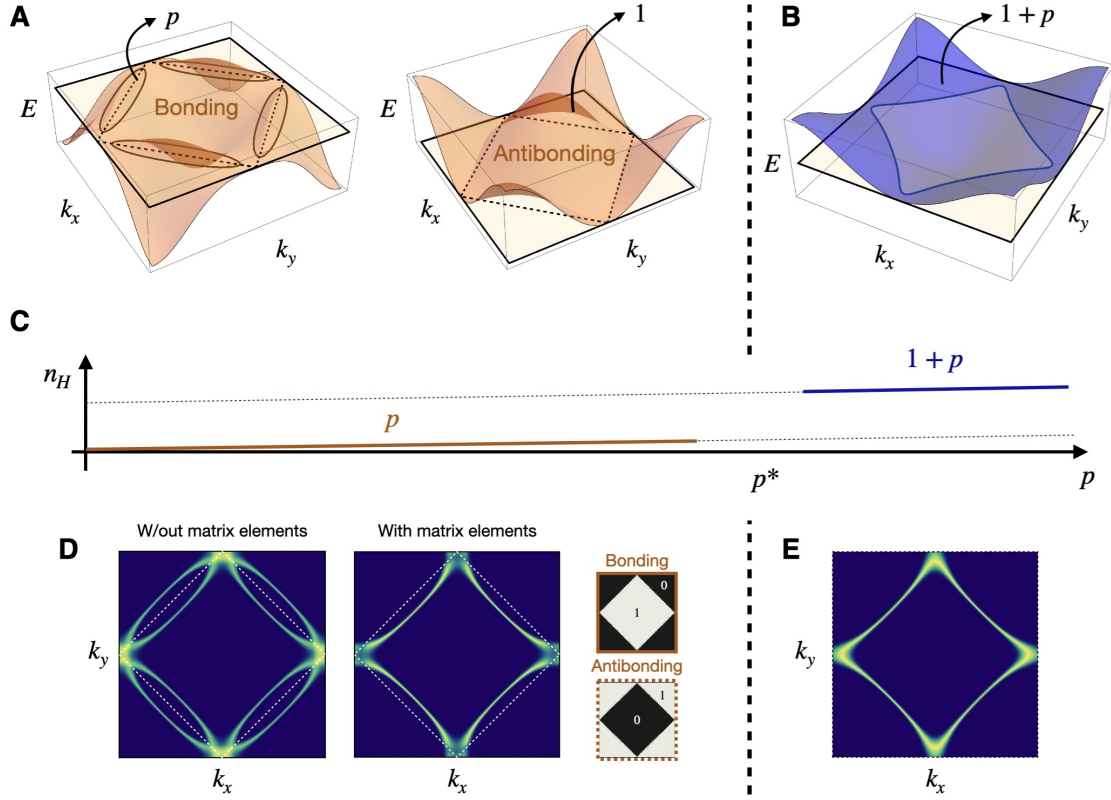 A
p
E
Bonding
k_x
k_y
1
Antibonding
k_x
k_y
B
1 + p
E
k_x
k_y
C
n_H
p
1 + p
p*
p
D
W/out matrix elements
With matrix elements
k_y
k_x
k_x
Bonding
0
1
Antibonding
1
0
E
k_y
k_x